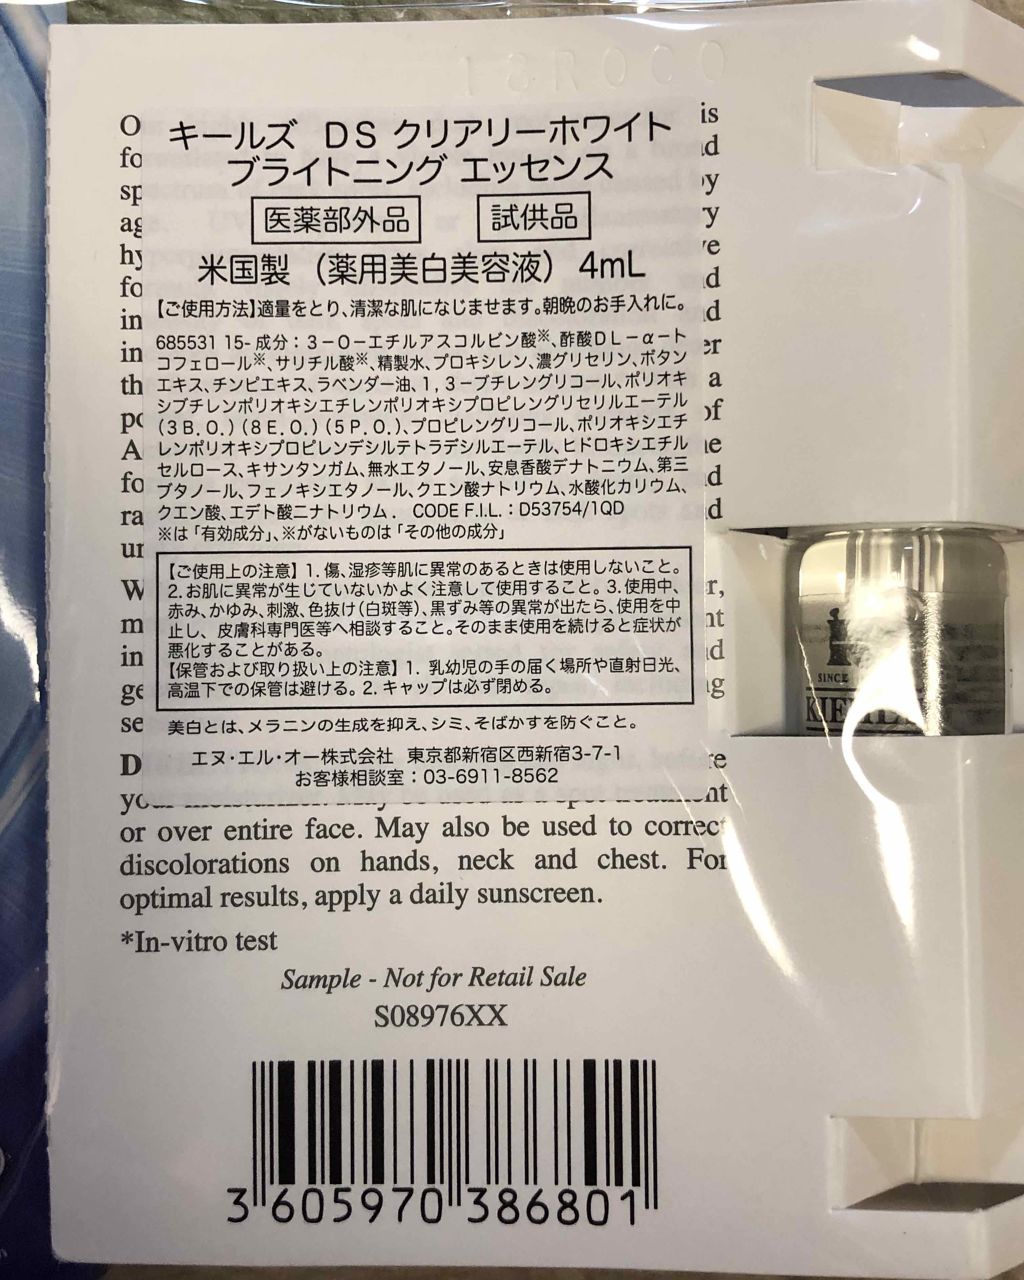 18R0C0
キールズ DS クリアリーホワイト
ブライトニング エッセンス
医薬部外品 試供品
米国製（薬用美白美容液）4mL
【ご使用方法】適量をとり、清潔な肌になじませます。朝晩のお手入れに。
685531 15- 成分：３－Ｏ－エチルアスコルビン酸※、酢酸ＤＬ－α－ト
コフェロール※、サリチル酸※、精製水、プロキシレン、濃グリセリン、ボタン
エキス、チンピエキス、ラベンダー油、1，3－ブチレングリコール、ポリオキ
シブチレンポリオキシエチレンポリオキシプロピレングリセリルエーテル
(3B.O.)(8E.O.)(5P.O.)、プロピレングリコール、ポリオキシエチ
レンポリオキシプロピレンデシルテトラデシルエーテル、ヒドロキシエチル
セルロース、キサンタンガム、無水エタノール、安息香酸デナトニウム、第三
ブタノール、フェノキシエタノール、クエン酸ナトリウム、水酸化カリウム、
クエン酸、エデト酸二ナトリウム． CODE F.I.L.：D53754/1QD
※は「有効成分」、※がないものは「その他の成分」
【ご使用上の注意】1. 傷、湿疹等肌に異常のあるときは使用しないこと。
2. お肌に異常が生じていないかよく注意して使用すること。3. 使用中、
赤み、かゆみ、刺激、色抜け(白斑等)、黒ずみ等の異常が出たら、使用を中
止し、皮膚科専門医等へ相談すること。そのまま使用を続けると症状が
悪化することがある。
【保管および取り扱い上の注意】1. 乳幼児の手の届く場所や直射日光、
高温下での保管は避ける。2. キャップは必ず閉める。
美白とは、メラニンの生成を抑え、シミ、そばかすを防ぐこと。
エヌ・エル・オー株式会社 東京都新宿区西新宿3-7-1
お客様相談室：03-6911-8562
or over entire face. May also be used to correct
discolorations on hands, neck and chest. For
optimal results, apply a daily sunscreen.
*In-vitro test
Sample - Not for Retail Sale
S08976XX
3 605970 386801
SINCE
KIEHL'S